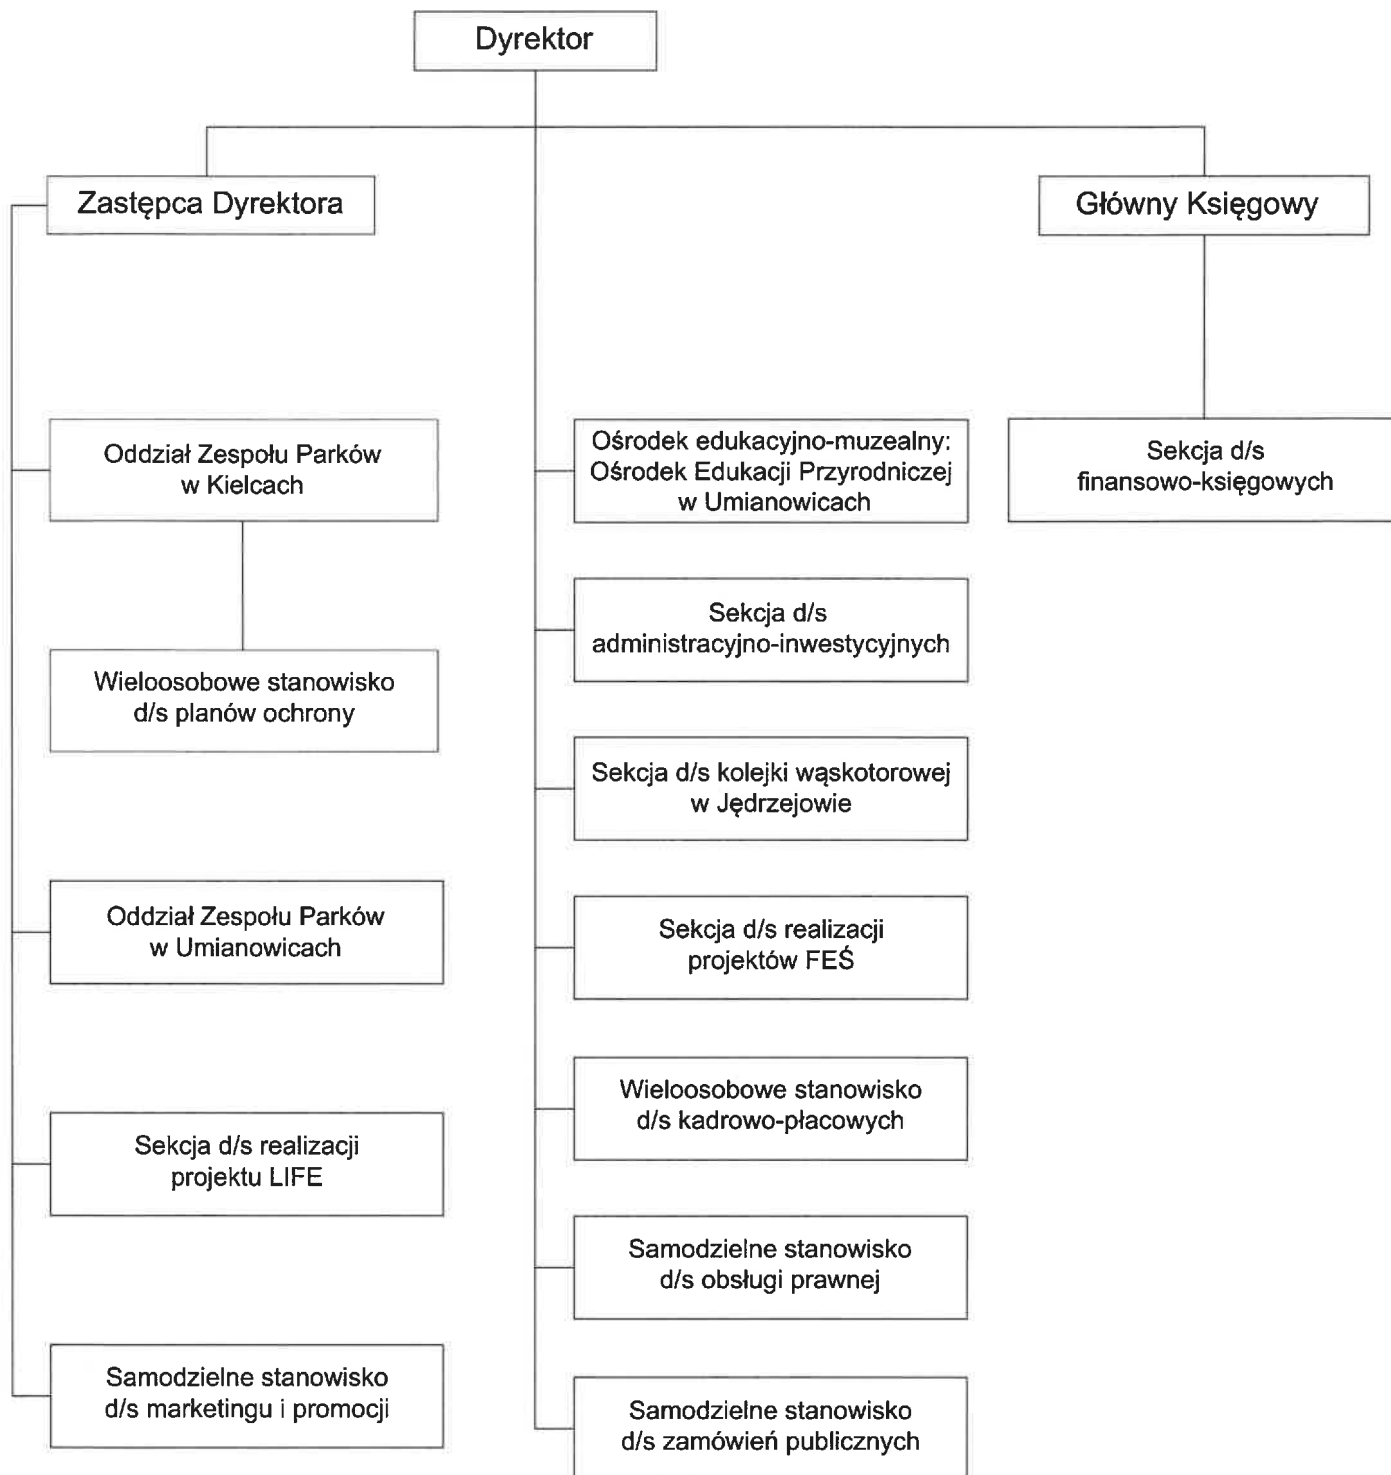 Dyrektor
Zastępca Dyrektora
Główny Księgowy
Oddział Zespołu Parków
w Kielcach
Wieloosobowe stanowisko
d/s planów ochrony
Oddział Zespołu Parków
w Umianowicach
Sekcja d/s realizacji
projektu LIFE
Samodzielne stanowisko
d/s marketingu i promocji
Ośrodek edukacyjno-muzealny:
Ośrodek Edukacji Przyrodniczej
w Umianowicach
Sekcja d/s
administracyjno-inwestycyjnych
Sekcja d/s kolejki wąskotorowej
w Jędrzejowie
Sekcja d/s realizacji
projektów FEŚ
Wieloosobowe stanowisko
d/s kadrowo-płacowych
Samodzielne stanowisko
d/s obsługi prawnej
Samodzielne stanowisko
d/s zamówień publicznych
Sekcja d/s
finansowo-księgowych